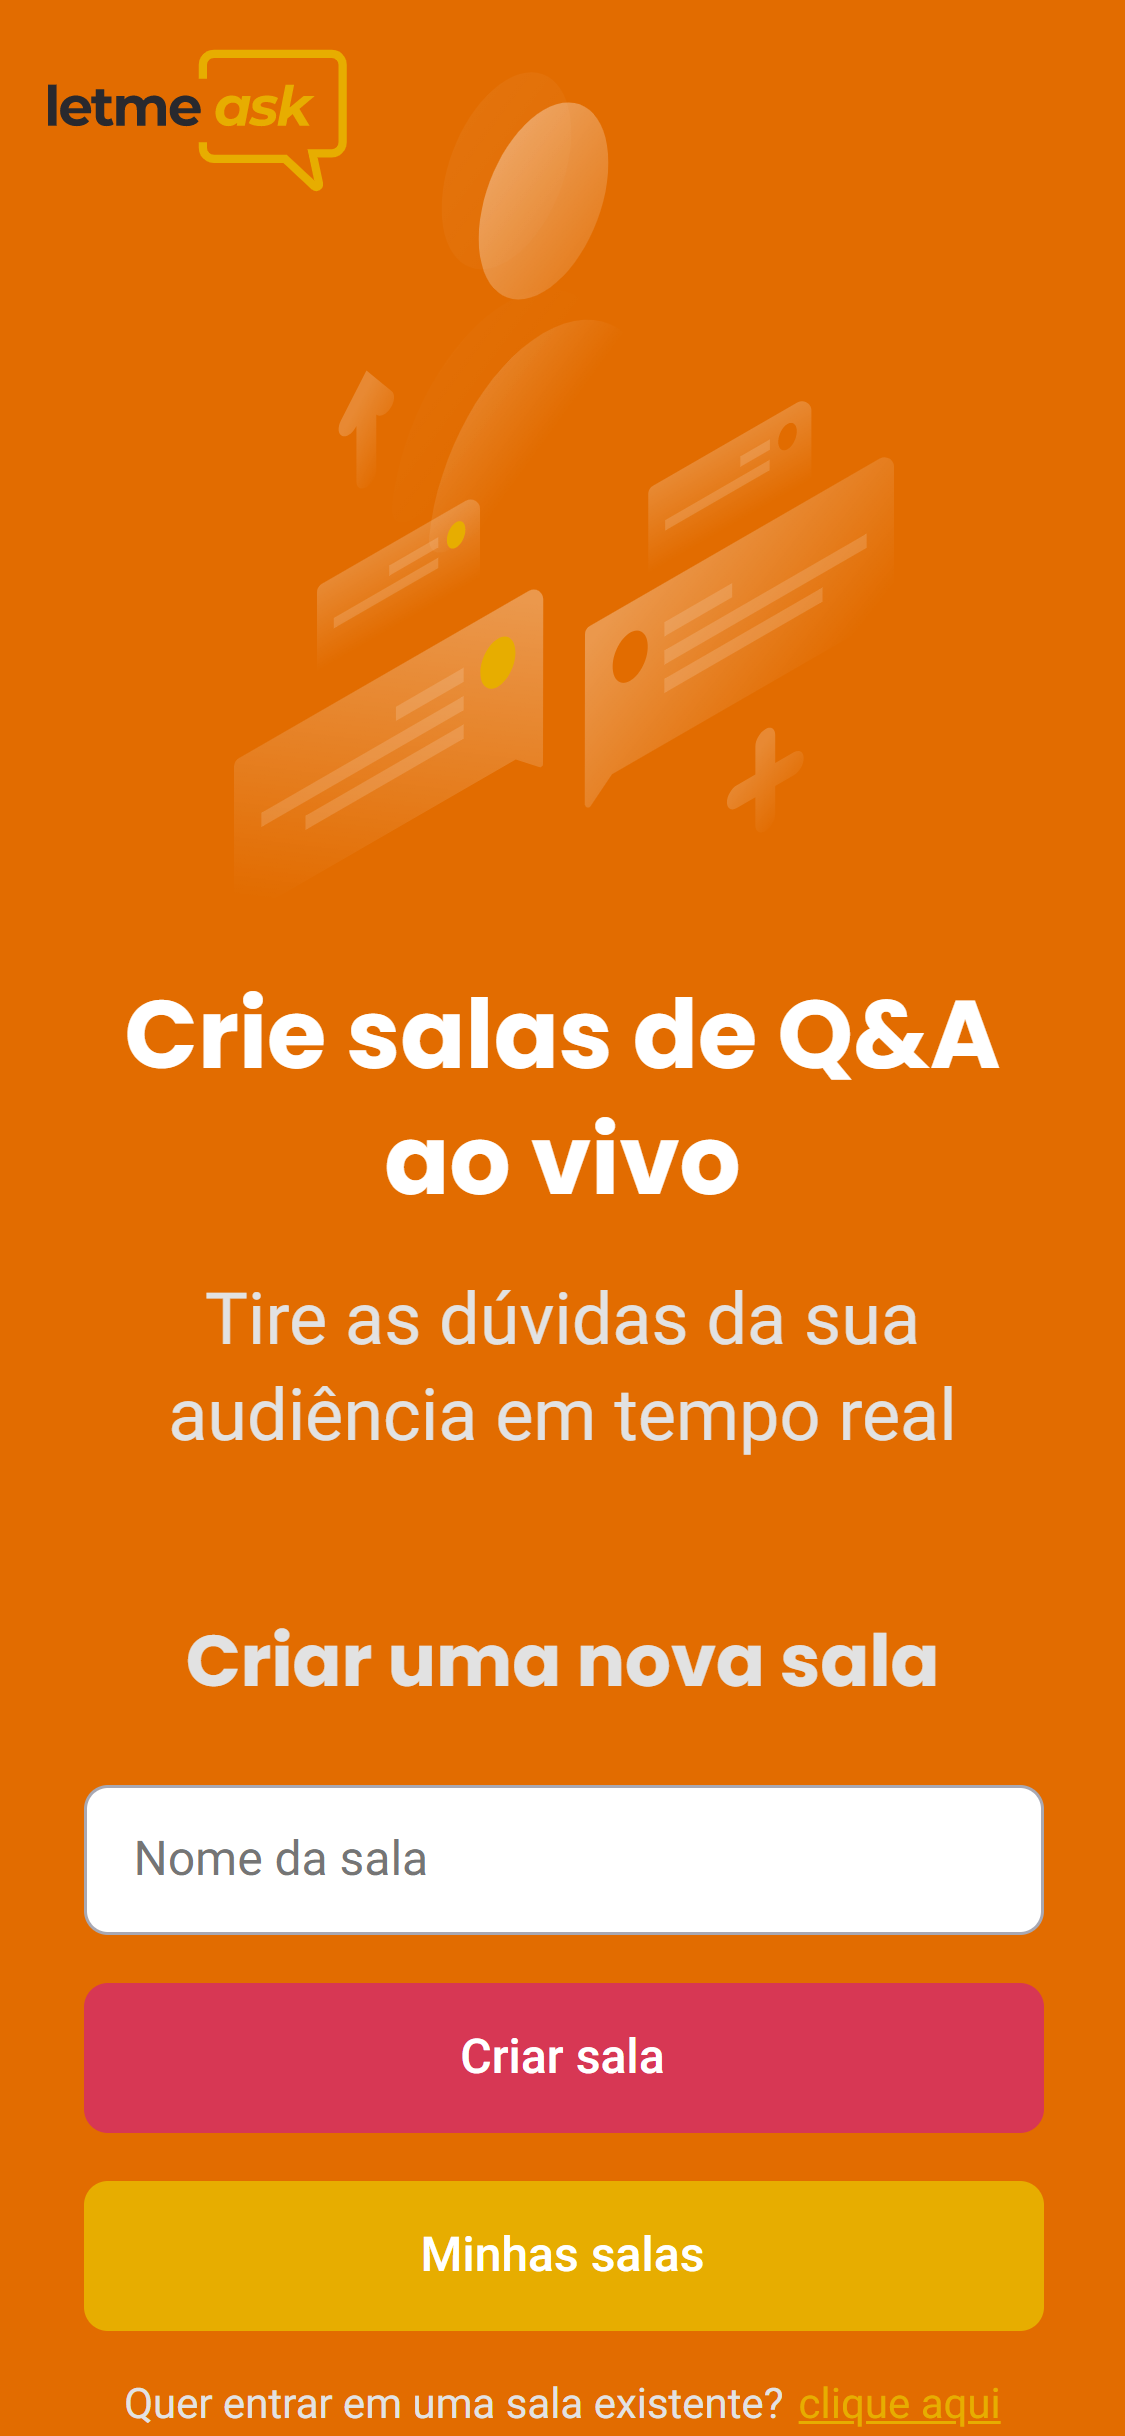 letme ask
Crie salas de Q&A
ao vivo
Tire as dúvidas da sua
audiência em tempo real
Criar uma nova sala
Nome da sala
Criar sala
Minhas salas
Quer entrar em uma sala existente? clique aqui